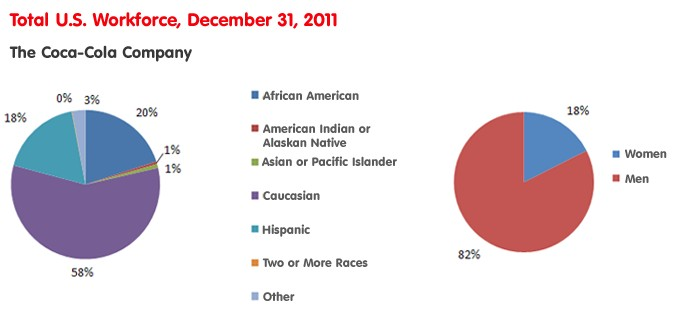 Total U.S. Workforce, December 31, 2011
The Coca-Cola Company
0%
3%
18%
20%
1%
1%
58%
African American
American Indian or
Alaskan Native
Asian or Pacific Islander
Caucasian
Hispanic
Two or More Races
Other
18%
82%
Women
Men